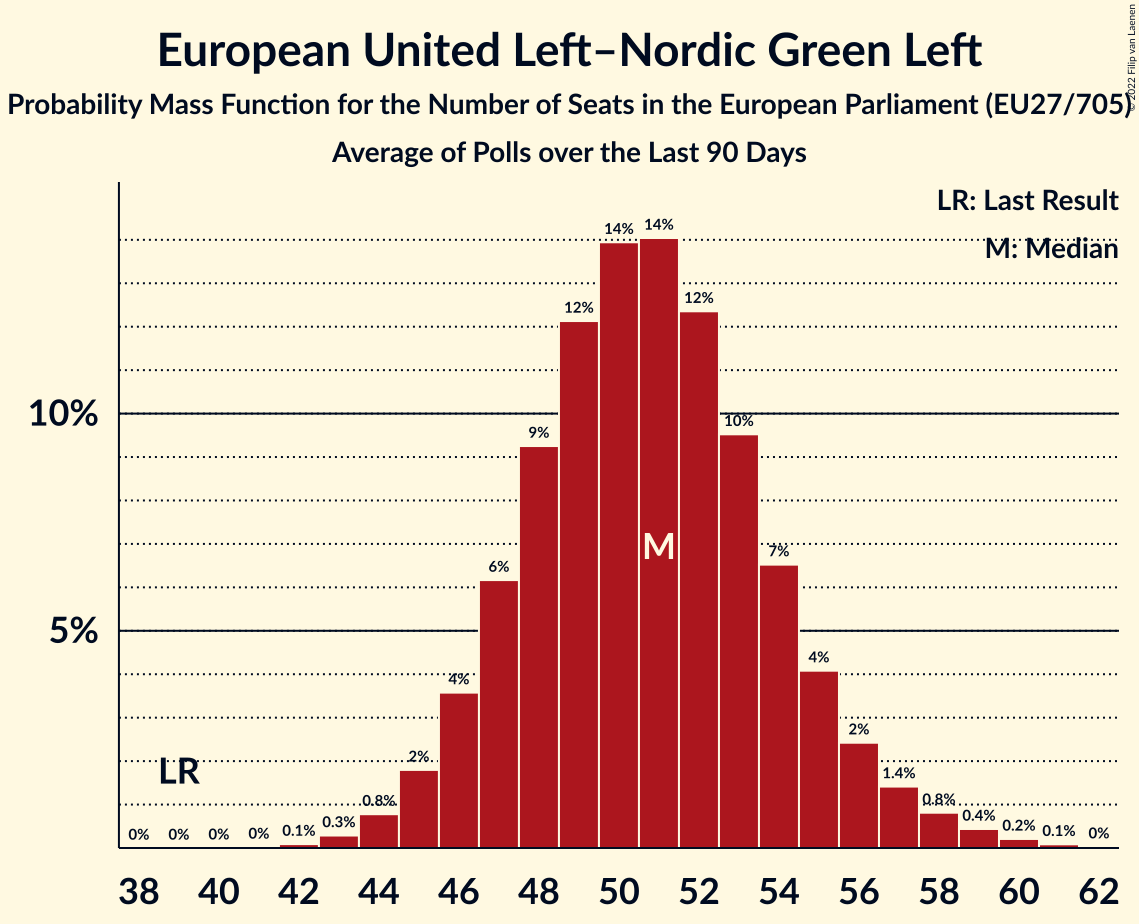 European United Left–Nordic Green Left
Probability Mass Function for the Number of Seats in the European Parliament (EU27/705)
Average of Polls over the Last 90 Days
© 2022 Filip van Laenen
LR: Last Result
M: Median
10%
5%
0% 0% 0% 0% 0.1% 0.3% 0.8% 2% 4% 6% 9% 12% 14% 14% 12% 10% 7% 4% 2% 1.4% 0.8% 0.4% 0.2% 0.1% 0%
LR
M
38 40 42 44 46 48 50 52 54 56 58 60 62